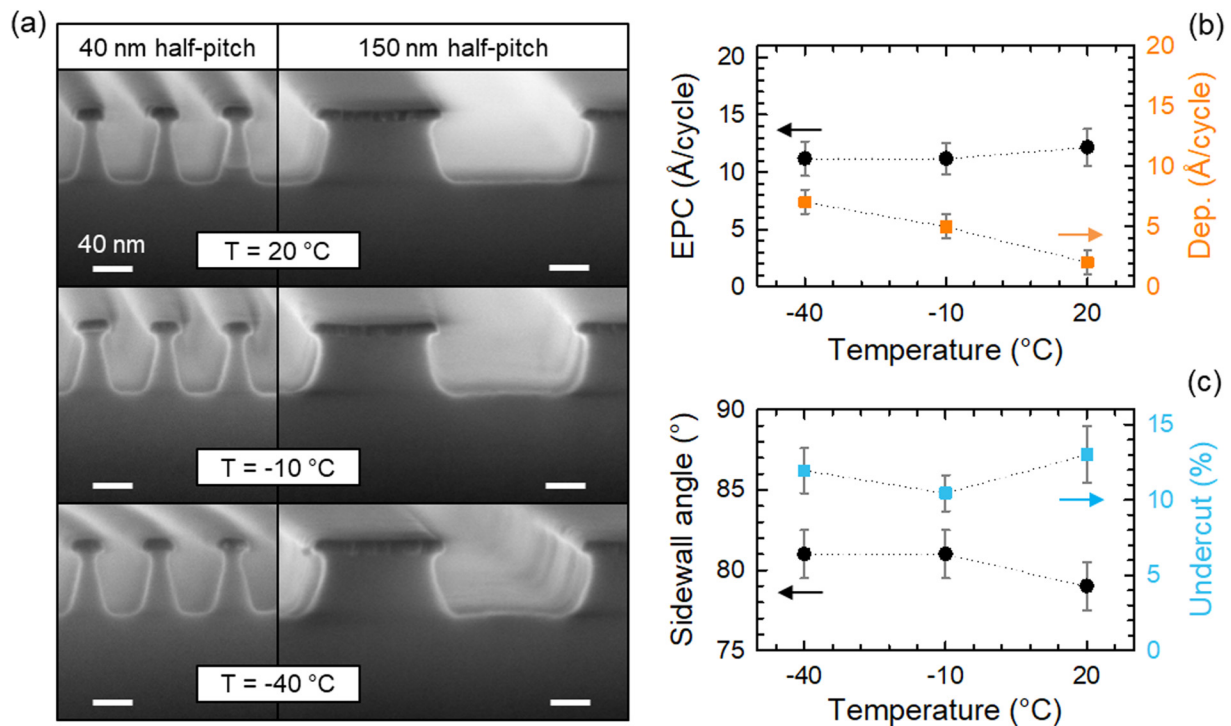 (a)
40 nm half-pitch
150 nm half-pitch
40 nm
T = 20 °C
T = -10 °C
T = -40 °C
(b)
EPC (Å/cycle)
20
15
10
5
0
20
15
10
5
0
Dep. (Å/cycle)
-40
-10
20
Temperature (°C)
(c)
Sidewall angle (°)
90
85
80
75
15
10
5
0
Undercut (%)
-40
-10
20
Temperature (°C)